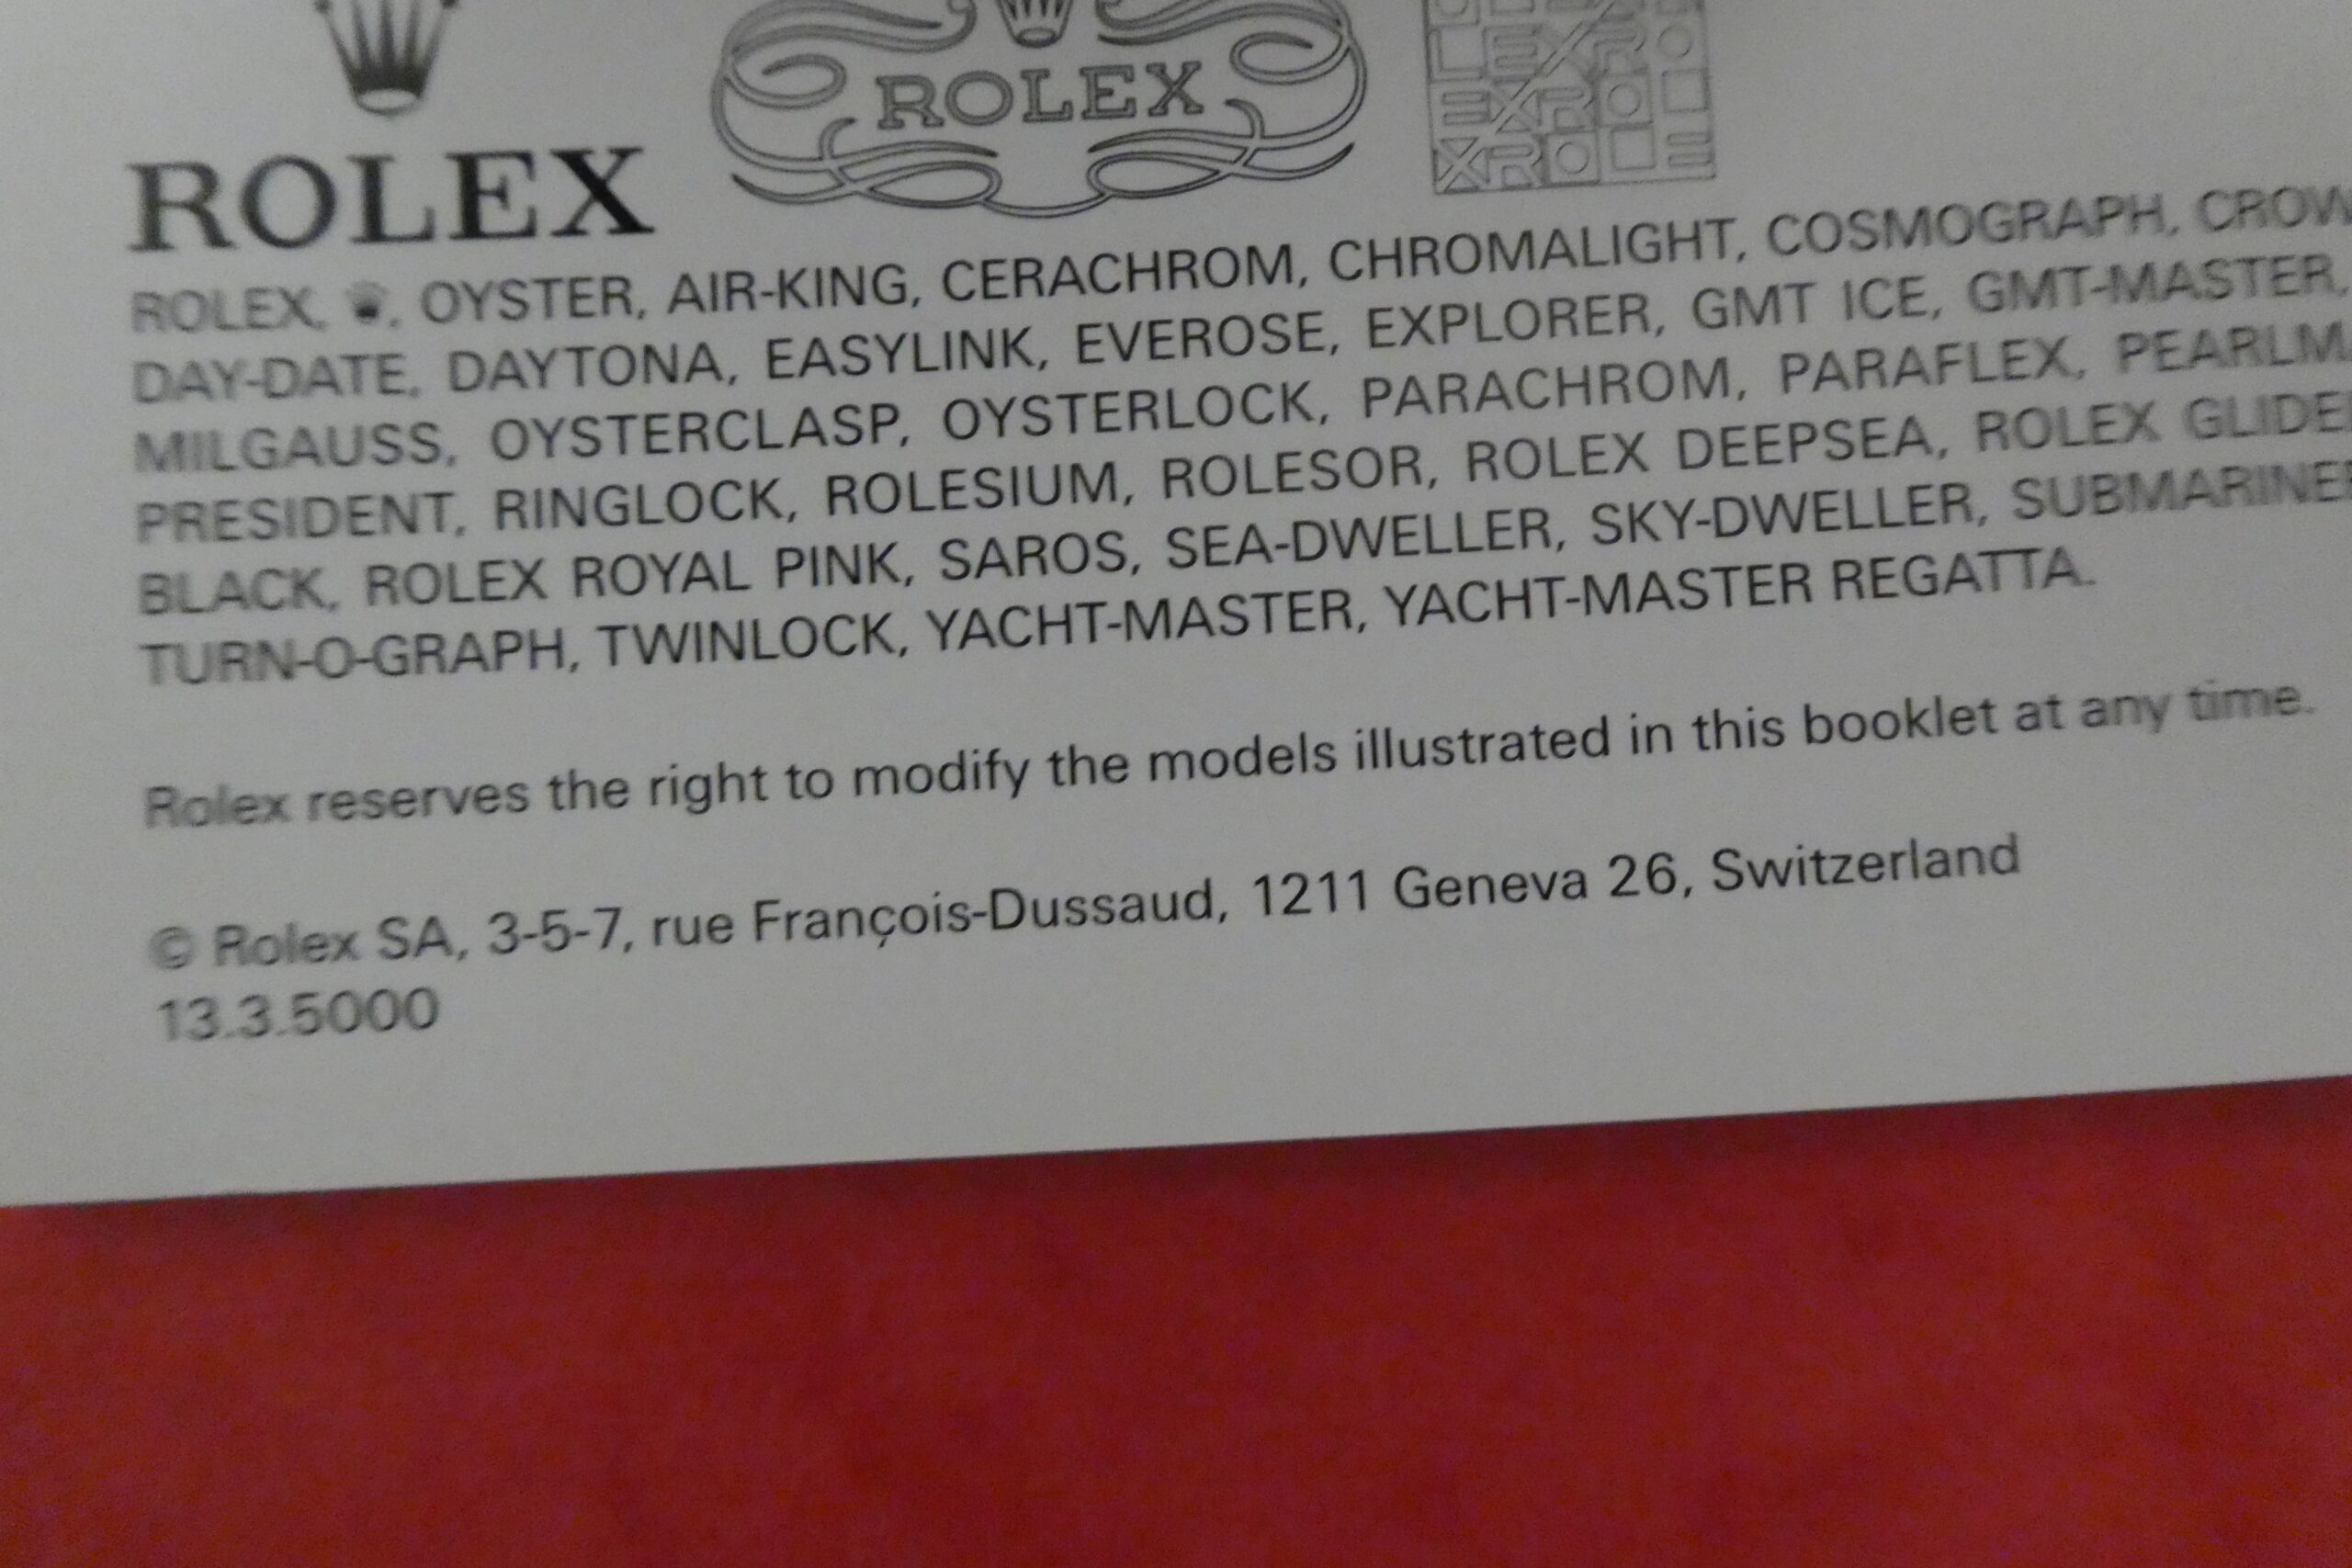 ROLEX
ROLEX
LEXRO
EXROL
XROLE
ROLEX, OYSTER, AIR-KING, CERACHROM, CHROMALIGHT, COSMOGRAPH,
DAY-DATE, DAYTONA, EASYLINK, EVEROSE, EXPLORER, GMT ICE, GMT-MASTER,
MILGAUSS, OYSTERCLASP, OYSTERLOCK, PARACHROM, PARAFLEX,
PRESIDENT, RINGLOCK, ROLESIUM, ROLESOR, ROLEX DEEPSEA, ROLEX
BLACK, ROLEX ROYAL PINK, SAROS, SEA-DWELLER, SKY-DWELLER,
TURN-O-GRAPH, TWINLOCK, YACHT-MASTER, YACHT-MASTER REGATTA.
Rolex reserves the right to modify the models illustrated in this booklet at any time.
© Rolex SA, 3-5-7, rue François-Dussaud, 1211 Geneva 26, Switzerland
13.3.5000